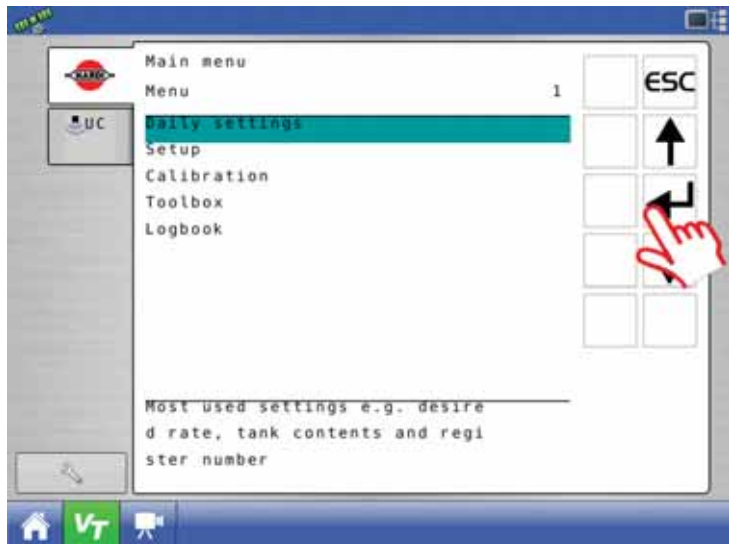 HARDI
Main menu
Menu 1
ESC
UC
Daily settings
Setup
Calibration
Toolbox
Logbook
Most used settings e.g. desire
d rate, tank contents and regi
ster number
VT